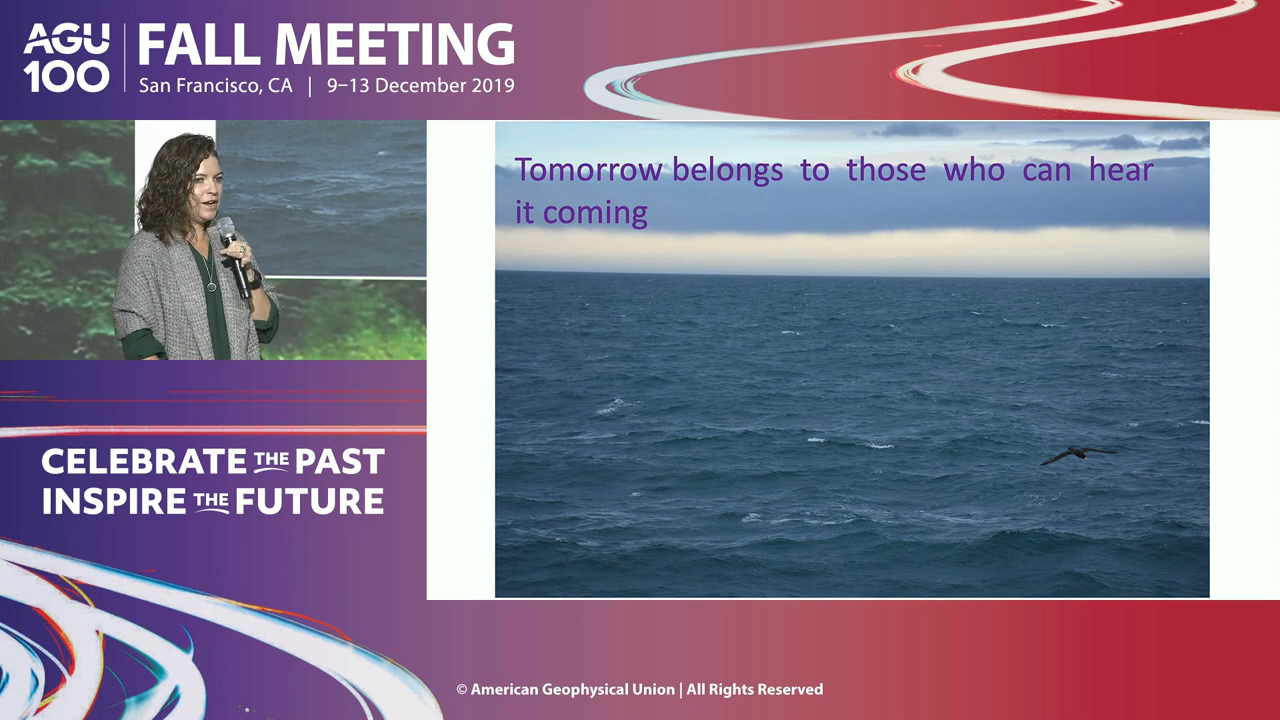 AGU
100
FALL MEETING
San Francisco, CA | 9–13 December 2019
Tomorrow belongs to those who can hear
it coming
CELEBRATE THE PAST
INSPIRE THE FUTURE
© American Geophysical Union | All Rights Reserved